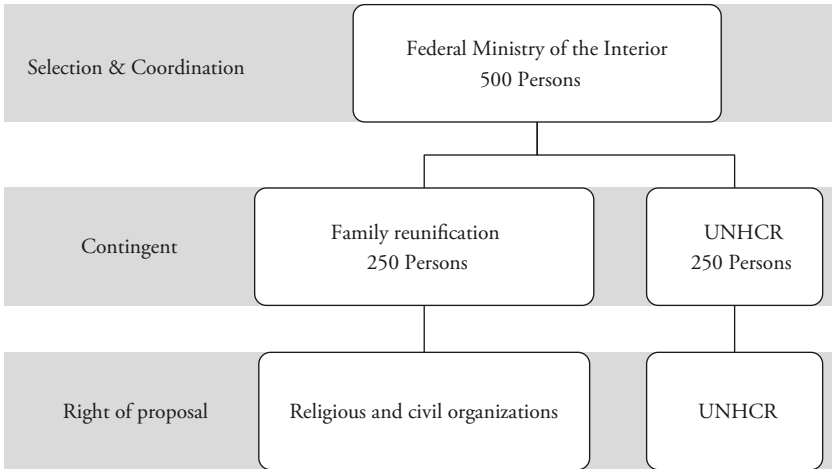 Selection & Coordination
Federal Ministry of the Interior
500 Persons
Contingent
Family reunification
250 Persons
UNHCR
250 Persons
Right of proposal
Religious and civil organizations
UNHCR